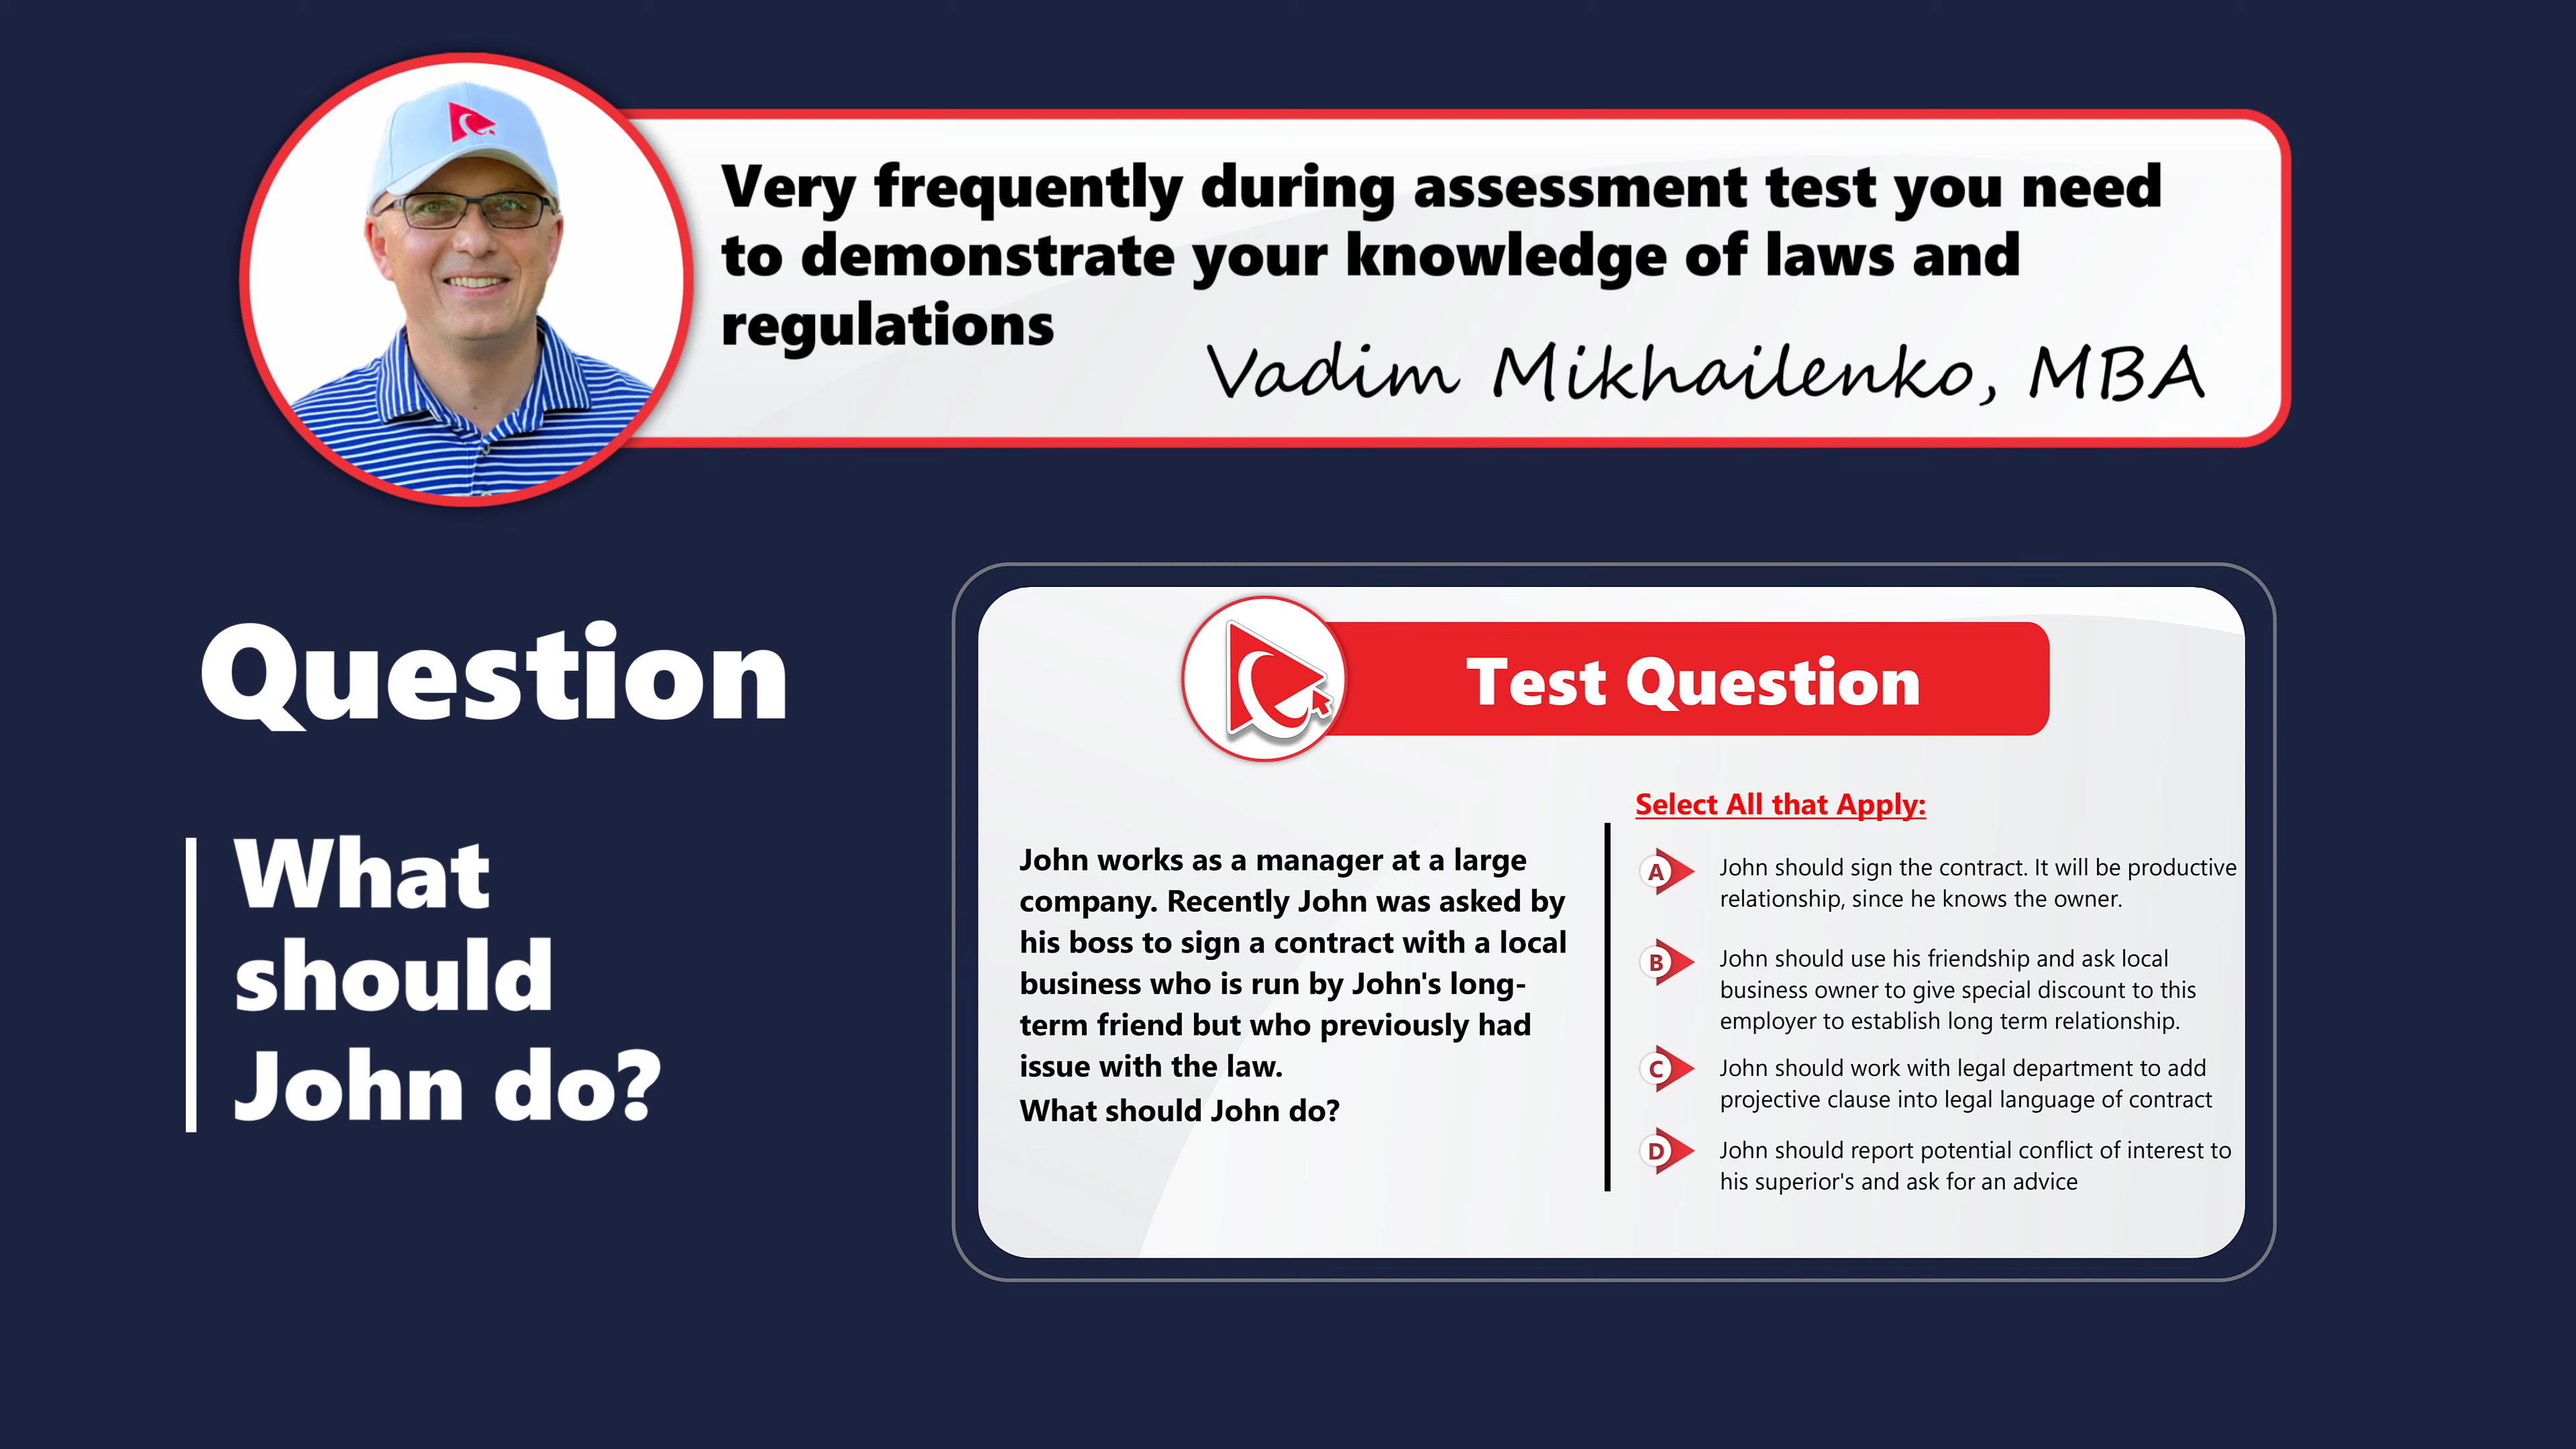 Very frequently during assessment test you need
to demonstrate your knowledge of laws and
regulations
Vadim Mikhailenko, MBA
Question
What
should
John do?
Test Question
John works as a manager at a large
company. Recently John was asked by
his boss to sign a contract with a local
business who is run by John's long-
term friend but who previously had
issue with the law.
What should John do?
Select All that Apply:
A John should sign the contract. It will be productive
relationship, since he knows the owner.
B John should use his friendship and ask local
business owner to give special discount to this
employer to establish long term relationship.
C John should work with legal department to add
projective clause into legal language of contract
D John should report potential conflict of interest to
his superior's and ask for an advice